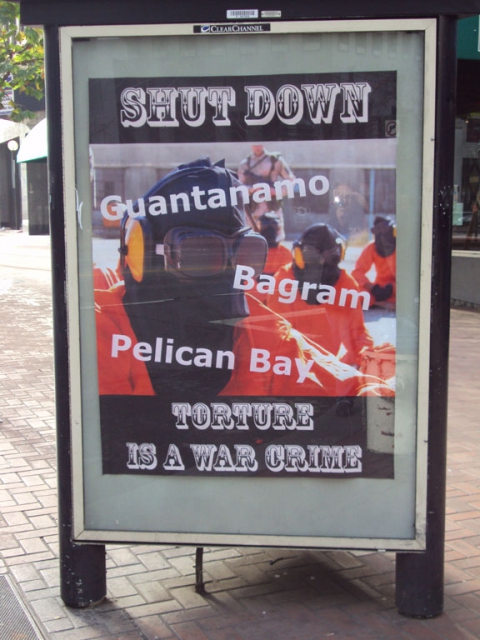 CLEARCHANNEL
SHUT DOWN
Guantanamo
Bagram
Pelican Bay
TORTURE
IS A WAR CRIME